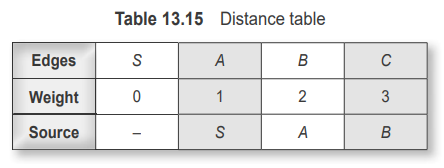 Table 13.15 Distance table
Edges S A B C
Weight 0 1 2 3
Source – S A B